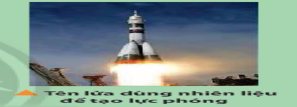 Tên lửa dùng nhiên liệu
để tạo lực phóng